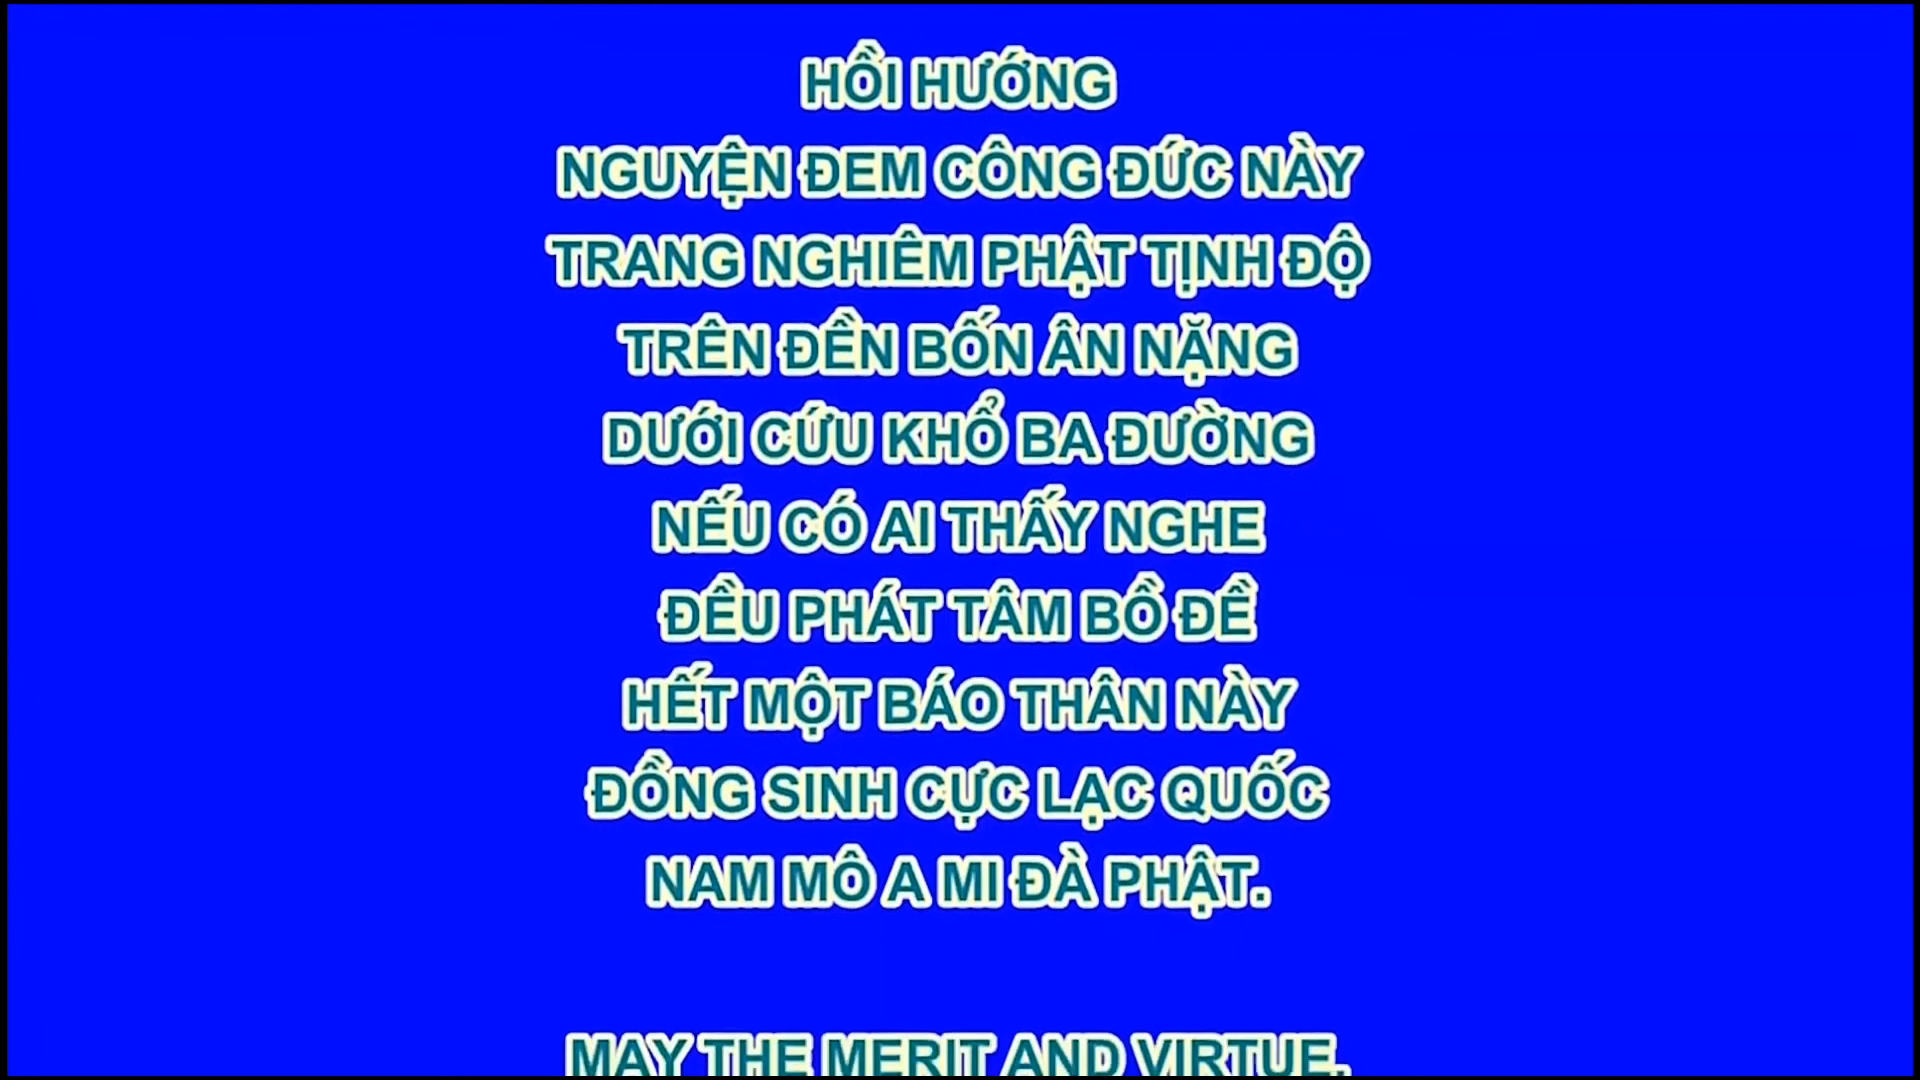 HỒI HƯỚNG
NGUYỆN ĐEM CÔNG ĐỨC NÀY
TRANG NGHIÊM PHẬT TỊNH ĐỘ
TRÊN ĐỀN BỐN ÂN NẶNG
DƯỚI CỨU KHỔ BA ĐƯỜNG
NẾU CÓ AI THẤY NGHE
ĐỀU PHÁT TÂM BỒ ĐỀ
HẾT MỘT BÁO THÂN NÀY
ĐỒNG SINH CỰC LẠC QUỐC
NAM MÔ A MI ĐÀ PHẬT.
MAY THE MERIT AND VIRTUE,